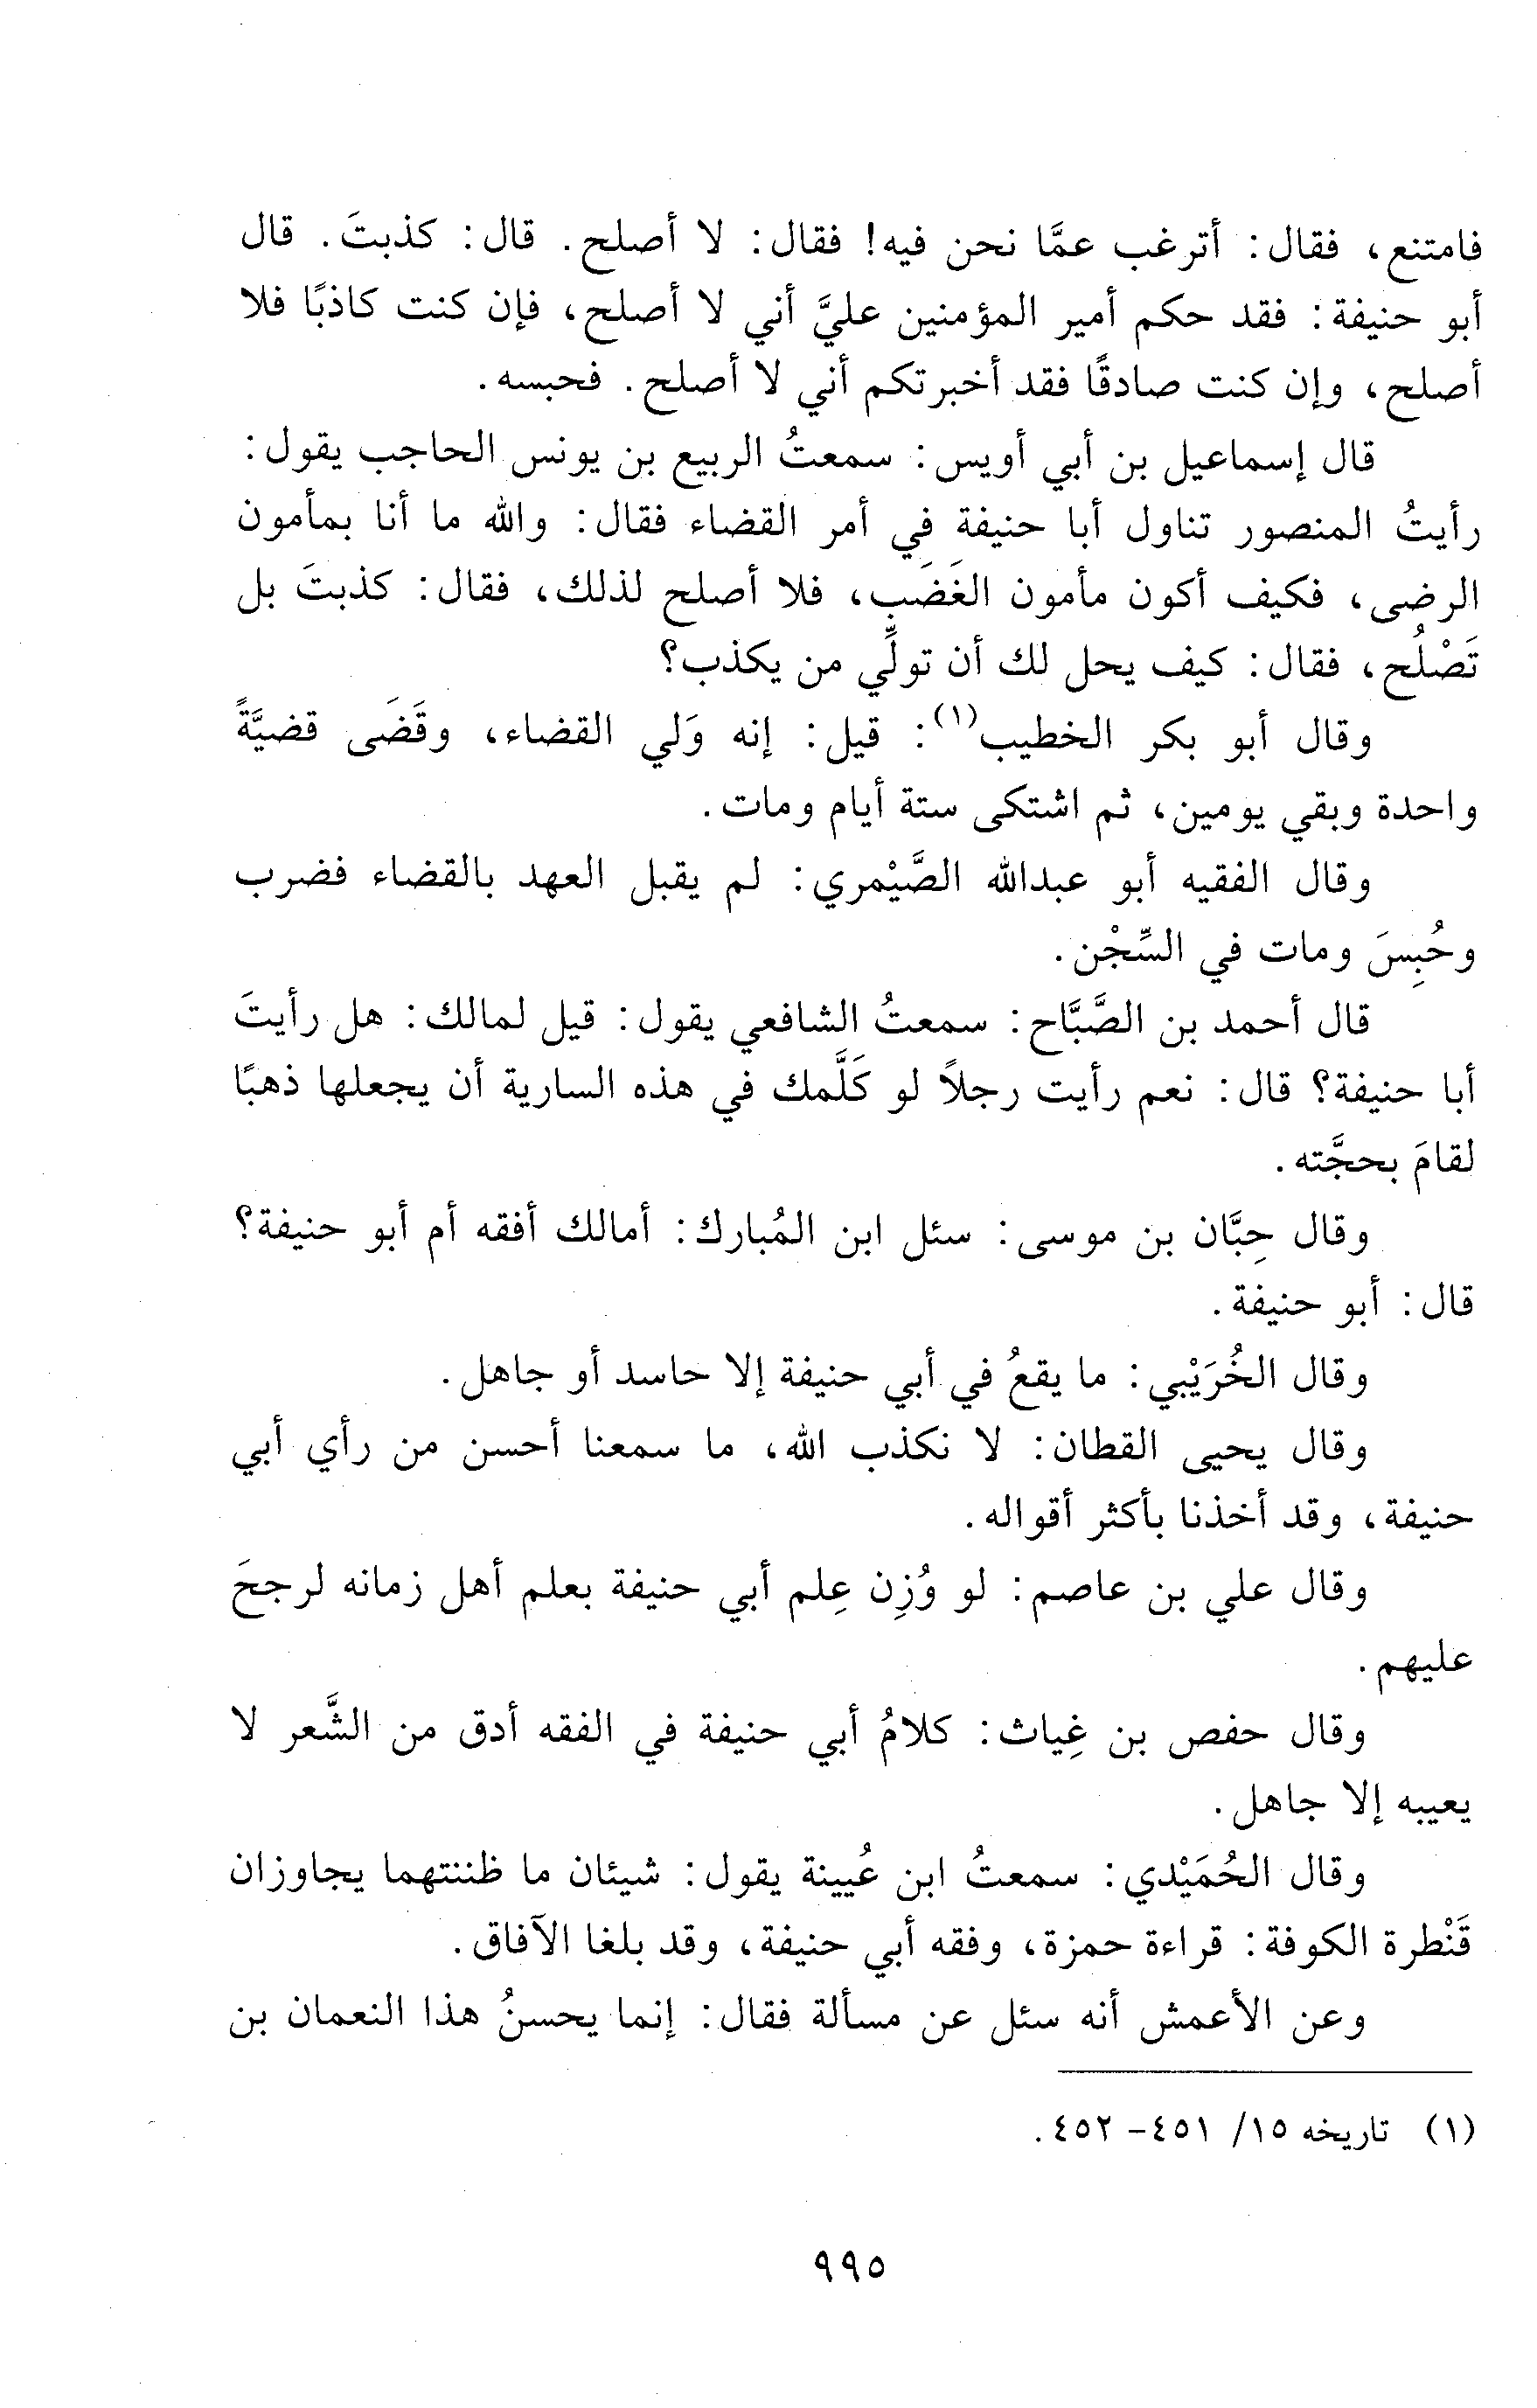 فامتنع، فقال: أترغب عمَّا نحن فيه! فقال: لا أصلح. قال: كذبتَ. قال
أبو حنيفة: فقد حكم أمير المؤمنين عليَّ أني لا أصلح، فإن كنت كاذبًا فلا
أصلح، وإن كنت صادقًا فقد أخبرتكم أني لا أصلح. فحبسه.
قال إسماعيل بن أبي أويس: سمعتُ الربيع بن يونس الحاجب يقول:
رأيتُ المنصور تناول أبا حنيفة في أمر القضاء فقال: والله ما أنا بمأمون
الرضى، فكيف أكون مأمون الغَضَب، فلا أصلح لذلك، فقال: كذبتَ بل
تَصْلُح، فقال: كيف يحل لك أن تولِّي من يكذب؟
وقال أبو بكر الخطيب(١): قيل: إنه وَلي القضاء، وقَضَى قضيَّةً
واحدة وبقي يومين، ثم اشتكى ستة أيام ومات.
وقال الفقيه أبو عبدالله الصَّيْمري: لم يقبل العهد بالقضاء فضرب
وحُبِسَ ومات في السِّجْن.
قال أحمد بن الصَّبَّاح: سمعتُ الشافعي يقول: قيل لمالك: هل رأيتَ
أبا حنيفة؟ قال: نعم رأيت رجلاً لو كَلَّمك في هذه السارية أن يجعلها ذهبًا
لقامَ بحجَّته.
وقال حِبَّان بن موسى: سئل ابن المُبارك: أمالك أفقه أم أبو حنيفة؟
قال: أبو حنيفة.
وقال الخُرَيْبي: ما يقعُ في أبي حنيفة إلا حاسد أو جاهل.
وقال يحيى القطان: لا نكذب الله، ما سمعنا أحسن من رأي أبي
حنيفة، وقد أخذنا بأكثر أقواله.
وقال علي بن عاصم: لو وُزِن عِلم أبي حنيفة بعلم أهل زمانه لرجحَ
عليهم.
وقال حفص بن غِياث: كلامُ أبي حنيفة في الفقه أدق من الشَّعر لا
يعيبه إلا جاهل.
وقال الحُمَيْدي: سمعتُ ابن عُيينة يقول: شيئان ما ظننتهما يجاوزان
قَنْطرة الكوفة: قراءة حمزة، وفقه أبي حنيفة، وقد بلغا الآفاق.
وعن الأعمش أنه سئل عن مسألة فقال: إنما يحسنُ هذا النعمان بن
(١) تاريخه ١٥/ ٤٥١- ٤٥٢.
٩٩٥